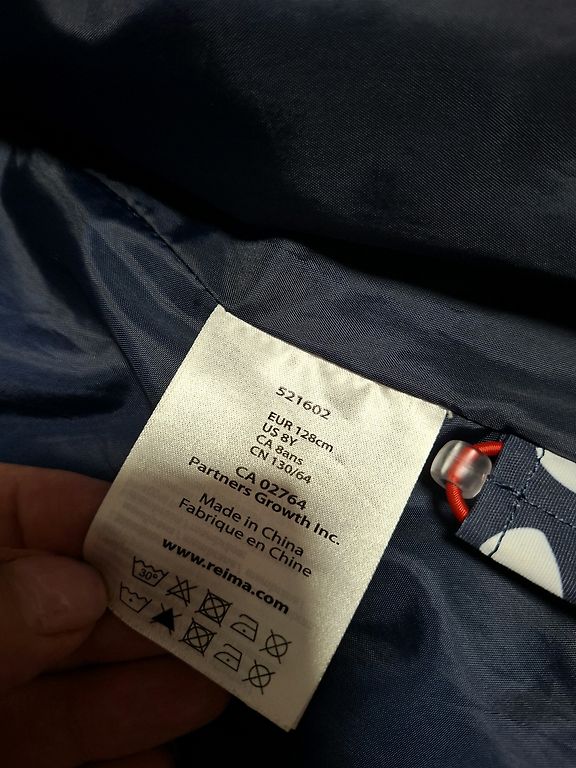 521602
EUR 128cm
US 8Y
CA 8ans
CN 130/64
CA 02764
Partners Growth Inc.
Made in China
Fabrique en Chine
www.reima.com
30°